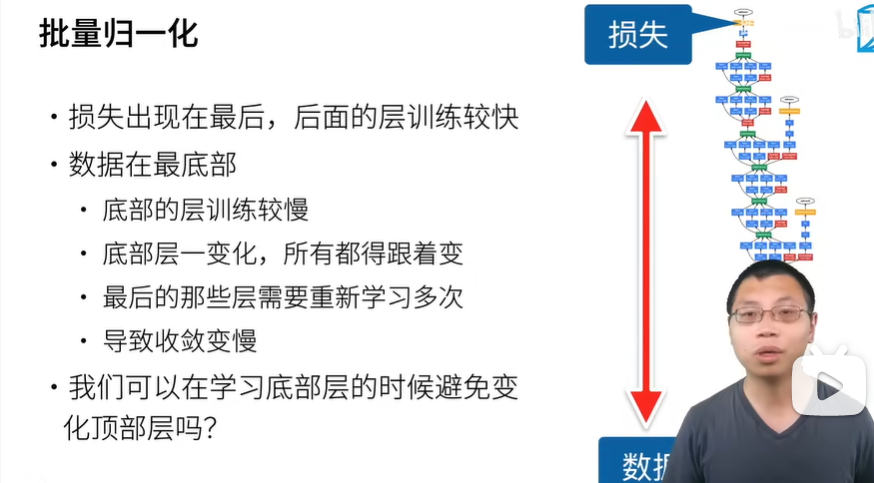 批量归一化
损失
• 损失出现在最后，后面的层训练较快
• 数据在最底部
• 底部的层训练较慢
• 底部层一变化，所有都得跟着变
• 最后的那些层需要重新学习多次
• 导致收敛变慢
• 我们可以在学习底部层的时候避免变
化顶部层吗？
数据